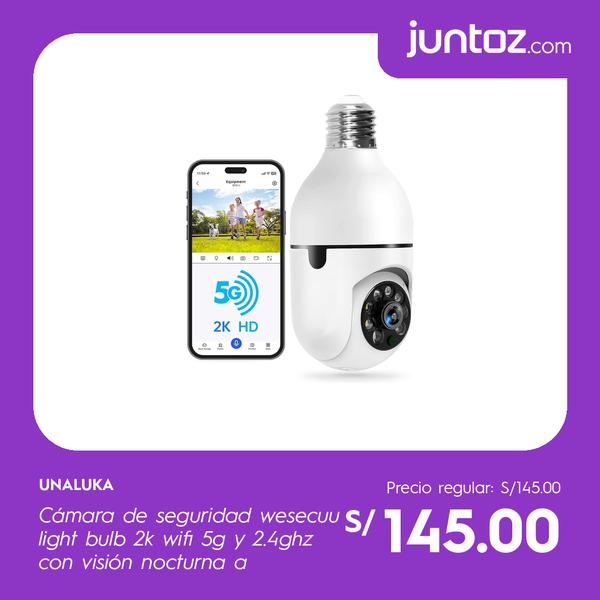 juntoz.com
Equipment
5G
2K HD
UNALUKA
Precio regular: S/145.00
Cámara de seguridad wesecuu
light bulb 2k wifi 5g y 2.4ghz
con visión nocturna a
S/ 145.00